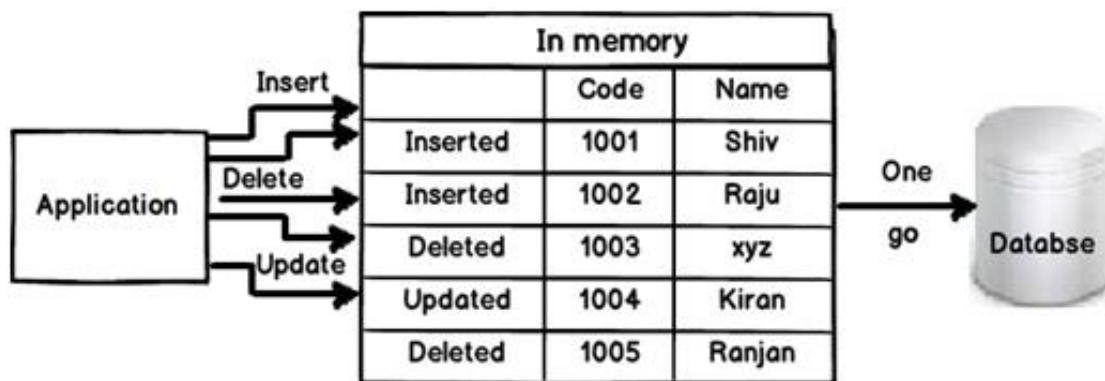 In memory
Code Name
Insert
Inserted 1001 Shiv
Delete
Inserted 1002 Raju
Application
Deleted 1003 xyz
Update
Updated 1004 Kiran
Deleted 1005 Ranjan
One
go
Databse